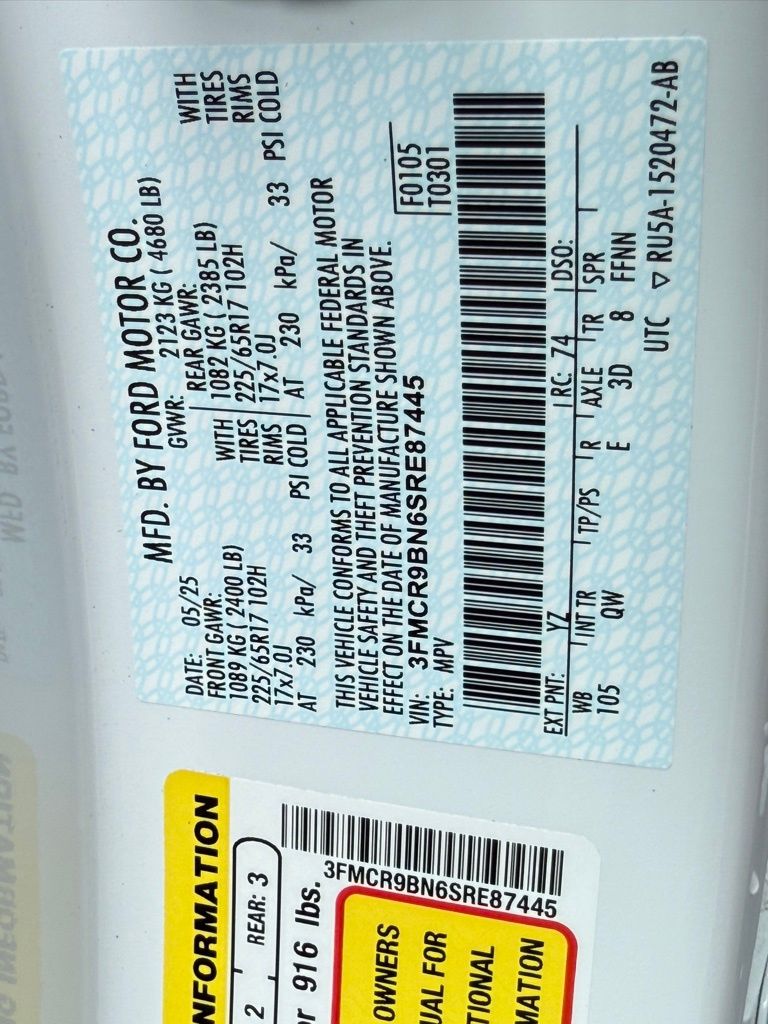 MFD. BY FORD MOTOR CO.
DATE: 05/25 GVWR: 2123 KG ( 4680 LB)
FRONT GAWR: REAR GAWR:
1089 KG ( 2400 LB) WITH 1082 KG ( 2385 LB) WITH
225/65R17 102H TIRES 225/65R17 102H TIRES
17x7.0J RIMS 17x7.0J RIMS
AT 230 kPa/ 33 PSI COLD AT 230 kPa/ 33 PSI COLD
THIS VEHICLE CONFORMS TO ALL APPLICABLE FEDERAL MOTOR
VEHICLE SAFETY AND THEFT PREVENTION STANDARDS IN
EFFECT ON THE DATE OF MANUFACTURE SHOWN ABOVE.
VIN: 3FMCR9BN6SRE87445 F0105
TYPE: MPV T0301
EXT PNT: YZ RC: 74 DSO:
WB INT TR TP/PS R AXLE TR SPR
105 QW E 3D 8 FFNN
UTC ▽ RU5A-1520472-AB
NFORMATION
2 REAR: 3
r 916 lbs.
3FMCR9BN6SRE87445
OWNERS
UAL FOR
TIONAL
MATION